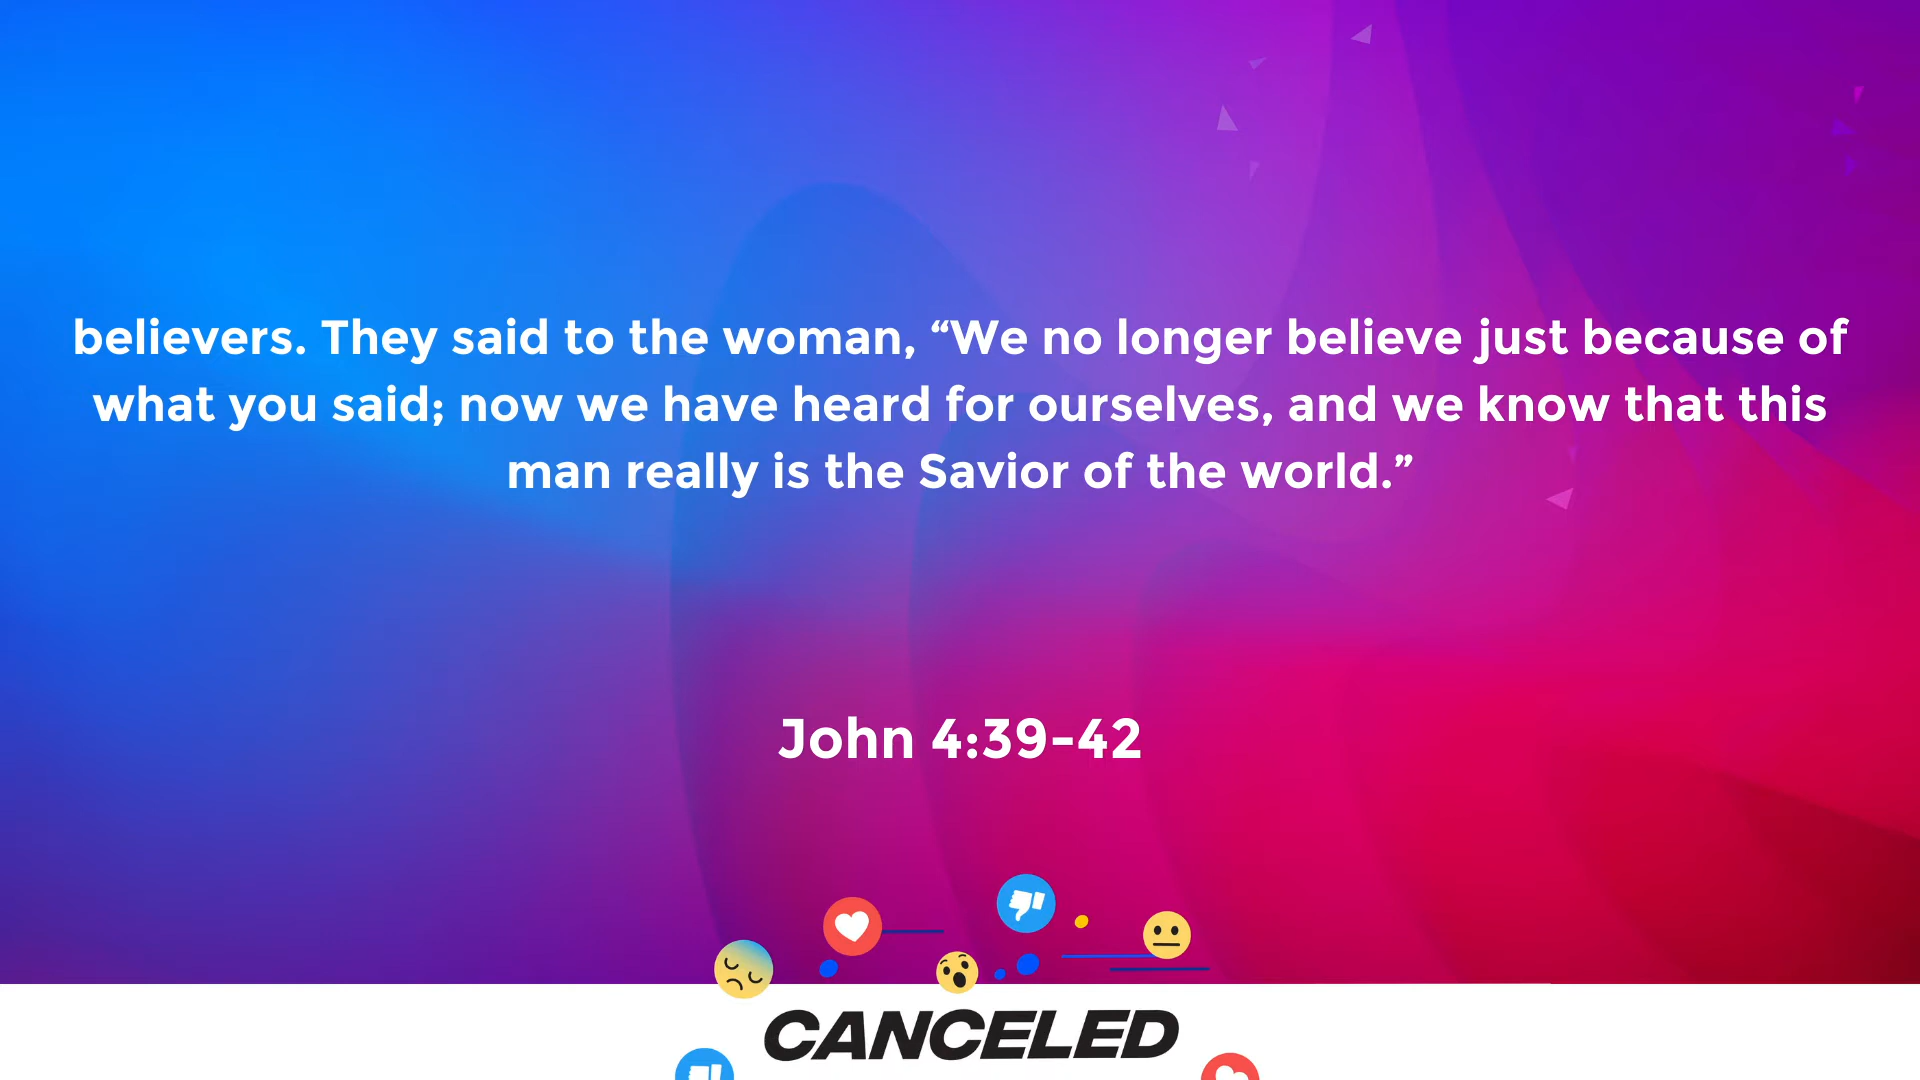 believers. They said to the woman, “We no longer believe just because of
what you said; now we have heard for ourselves, and we know that this
man really is the Savior of the world.”
John 4:39-42
CANCELED